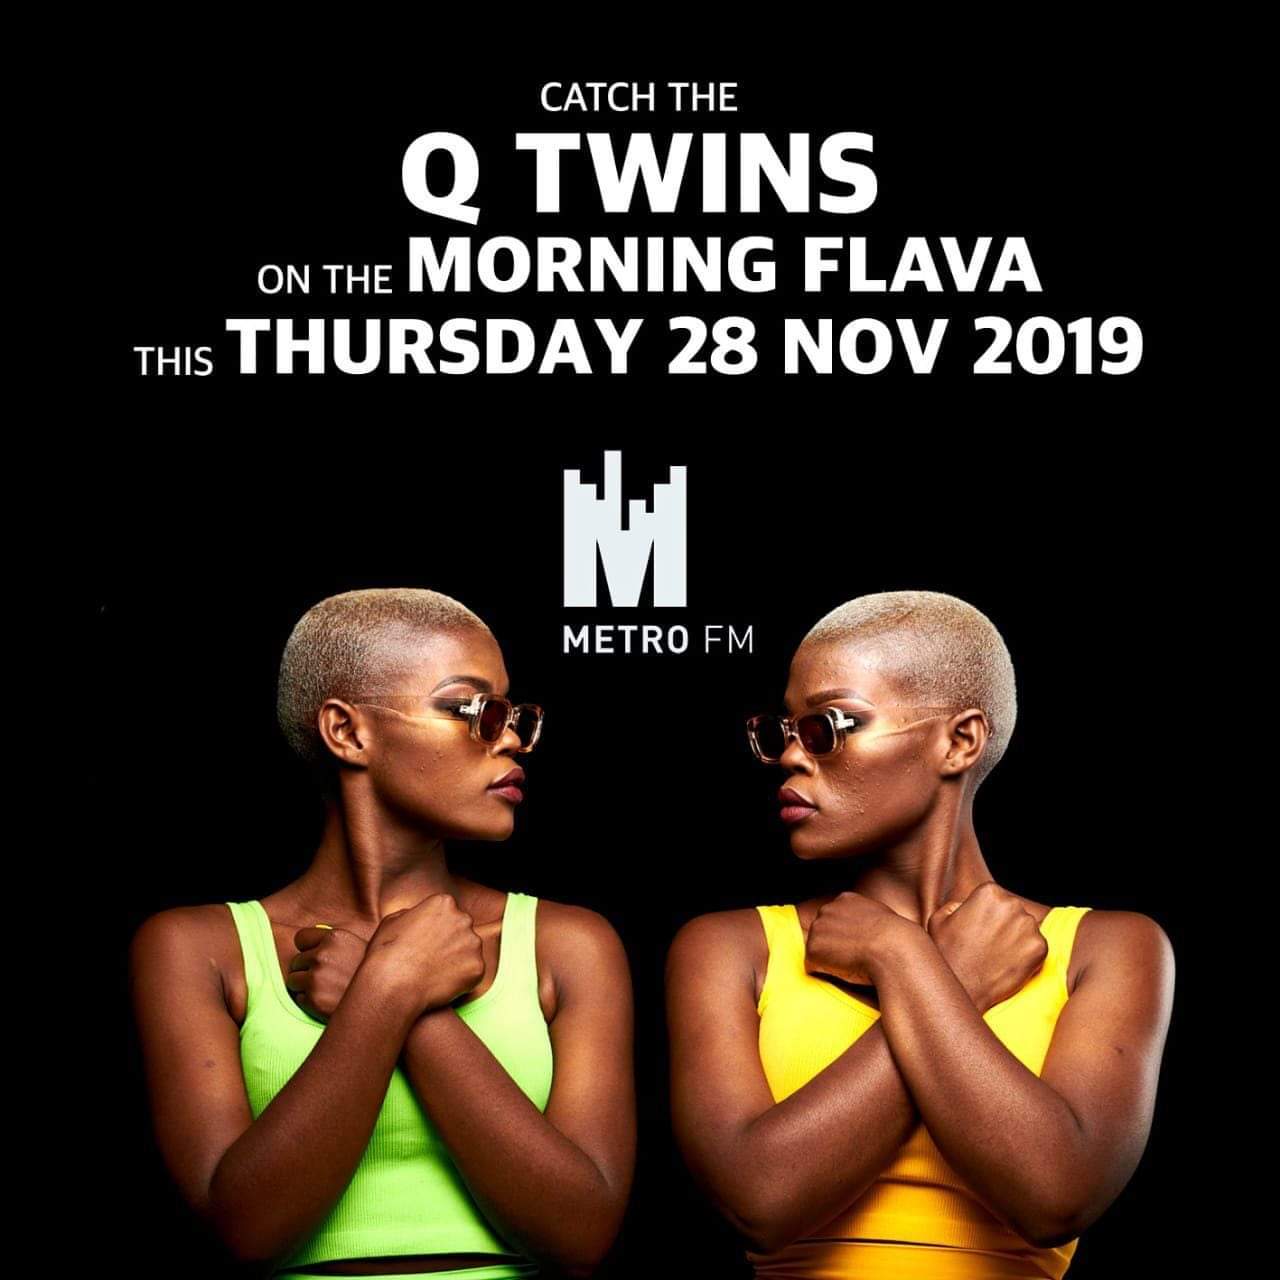 CATCH THE
Q TWINS
ON THE MORNING FLAVA
THIS THURSDAY 28 NOV 2019
METRO FM